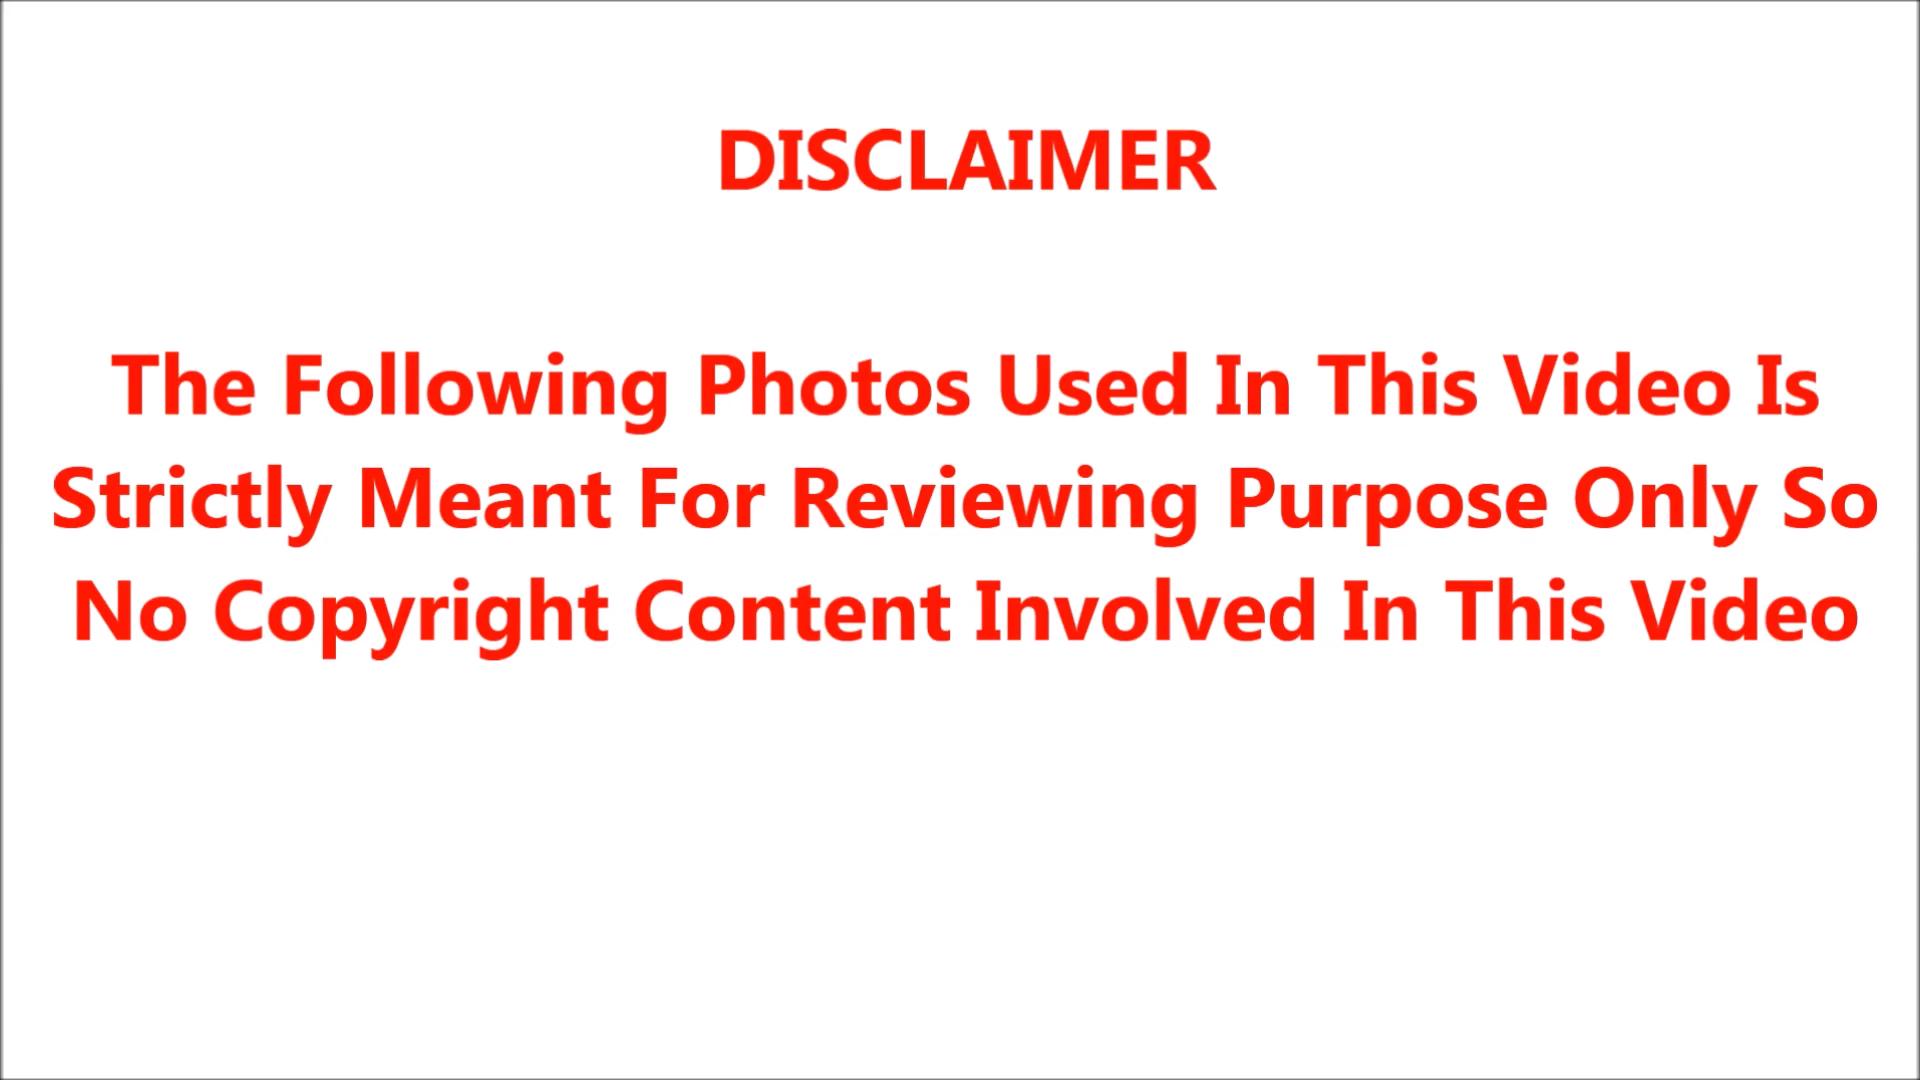 DISCLAIMER
The Following Photos Used In This Video Is
Strictly Meant For Reviewing Purpose Only So
No Copyright Content Involved In This Video